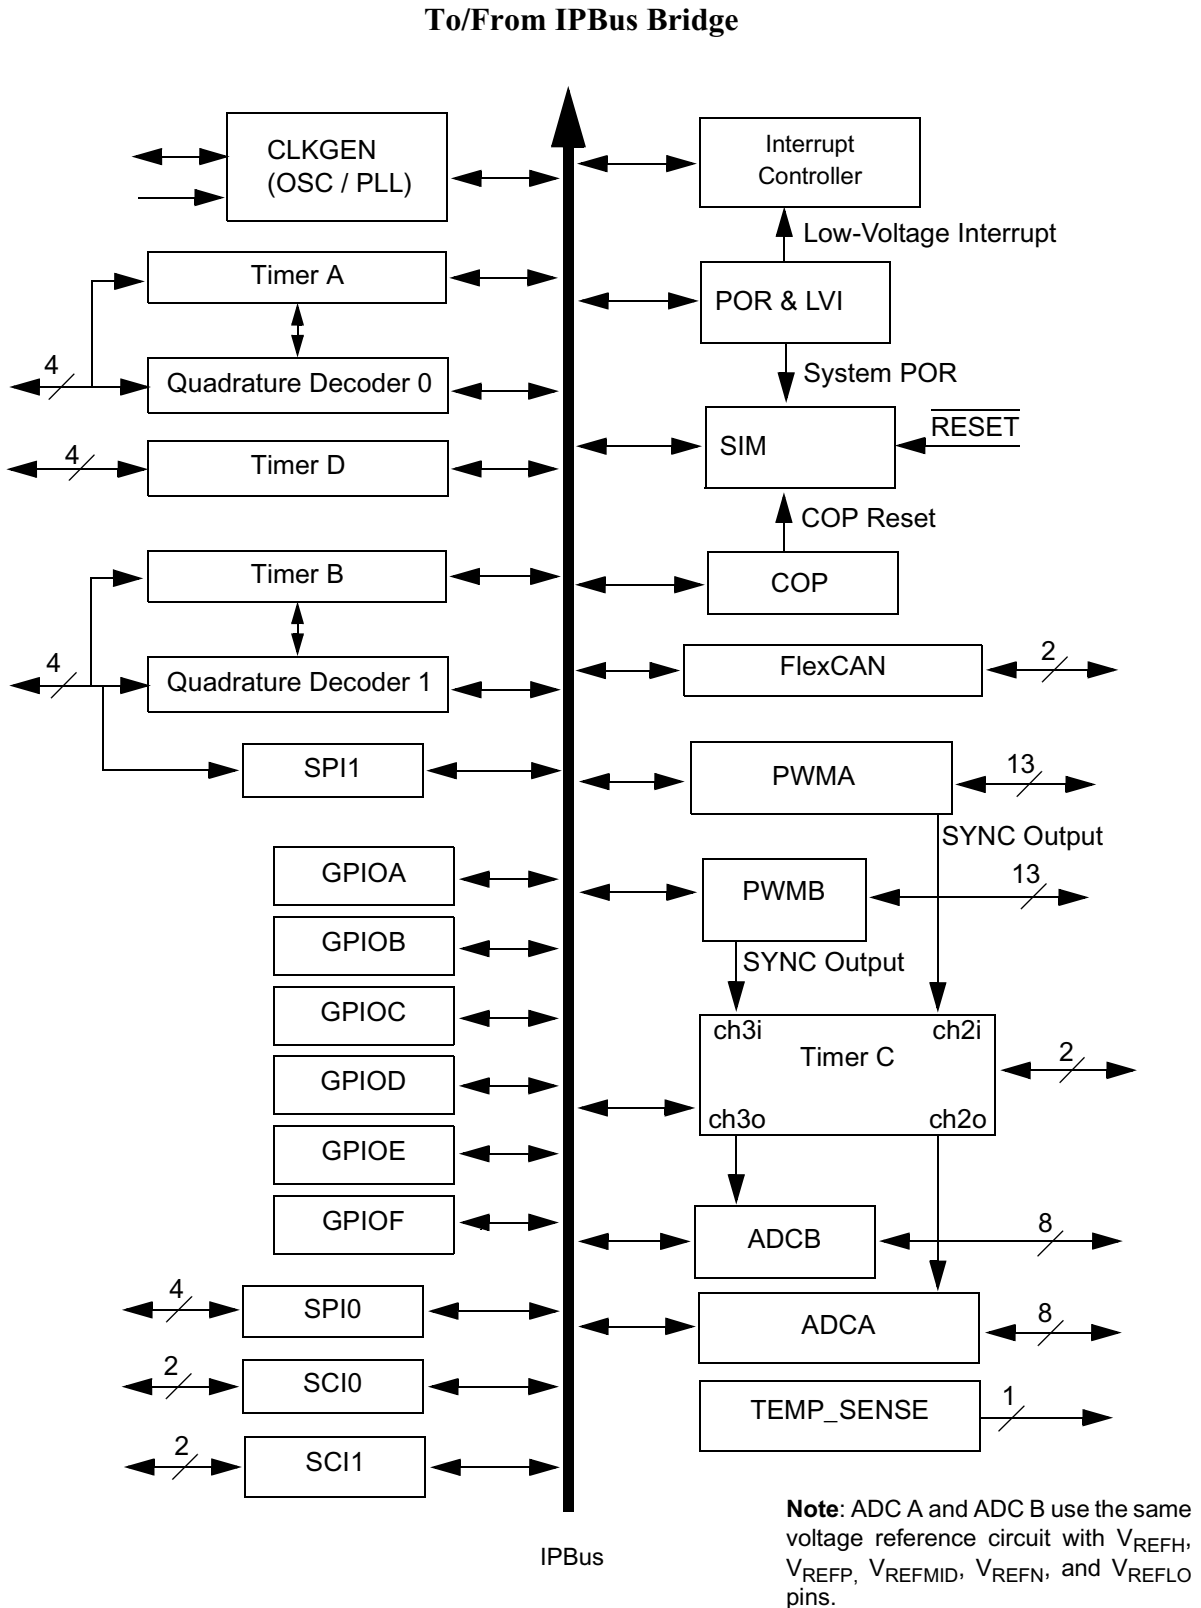 To/From IPBus Bridge
CLKGEN
(OSC / PLL)
Interrupt
Controller
Low-Voltage Interrupt
Timer A
POR & LVI
4
Quadrature Decoder 0
System POR
RESET
SIM
4
Timer D
COP Reset
Timer B
COP
4
Quadrature Decoder 1
FlexCAN
2
SPI1
PWMA
13
SYNC Output
GPIOA
PWMB
13
GPIOB
SYNC Output
GPIOC
ch3i
ch2i
Timer C
2
GPIOD
ch3o
ch2o
GPIOE
GPIOF
ADCB
8
4
SPI0
ADCA
8
2
SCI0
TEMP_SENSE
1
2
SCI1
Note: ADC A and ADC B use the same
voltage reference circuit with VREFH,
VREFP, VREFMID, VREFN, and VREFLO
pins.
IPBus